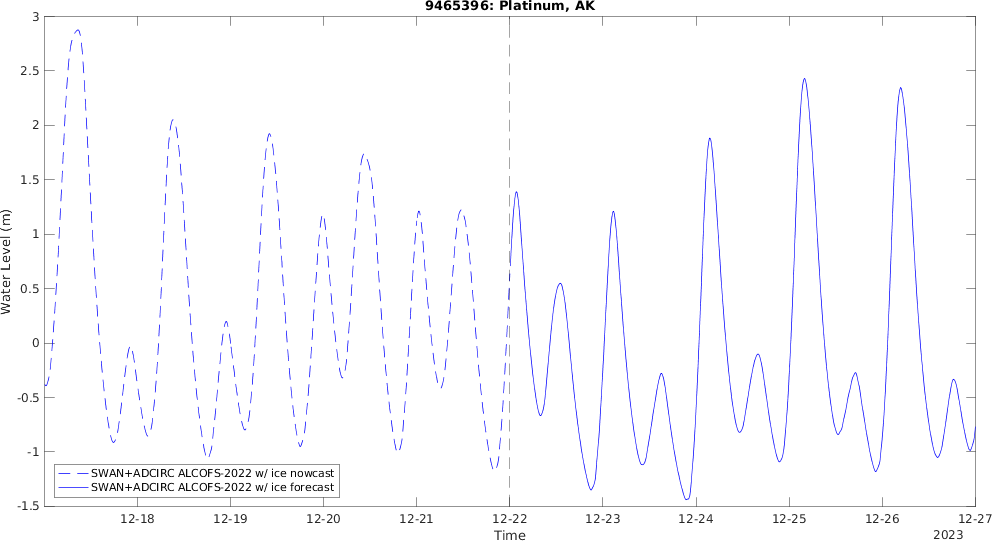 9465396: Platinum, AK
Water Level (m)
3
2.5
2
1.5
1
0.5
0
-0.5
-1
-1.5
SWAN+ADCIRC ALCOFS-2022 w/ ice nowcast
SWAN+ADCIRC ALCOFS-2022 w/ ice forecast
12-18 12-19 12-20 12-21 12-22 12-23 12-24 12-25 12-26 12-27
Time
2023